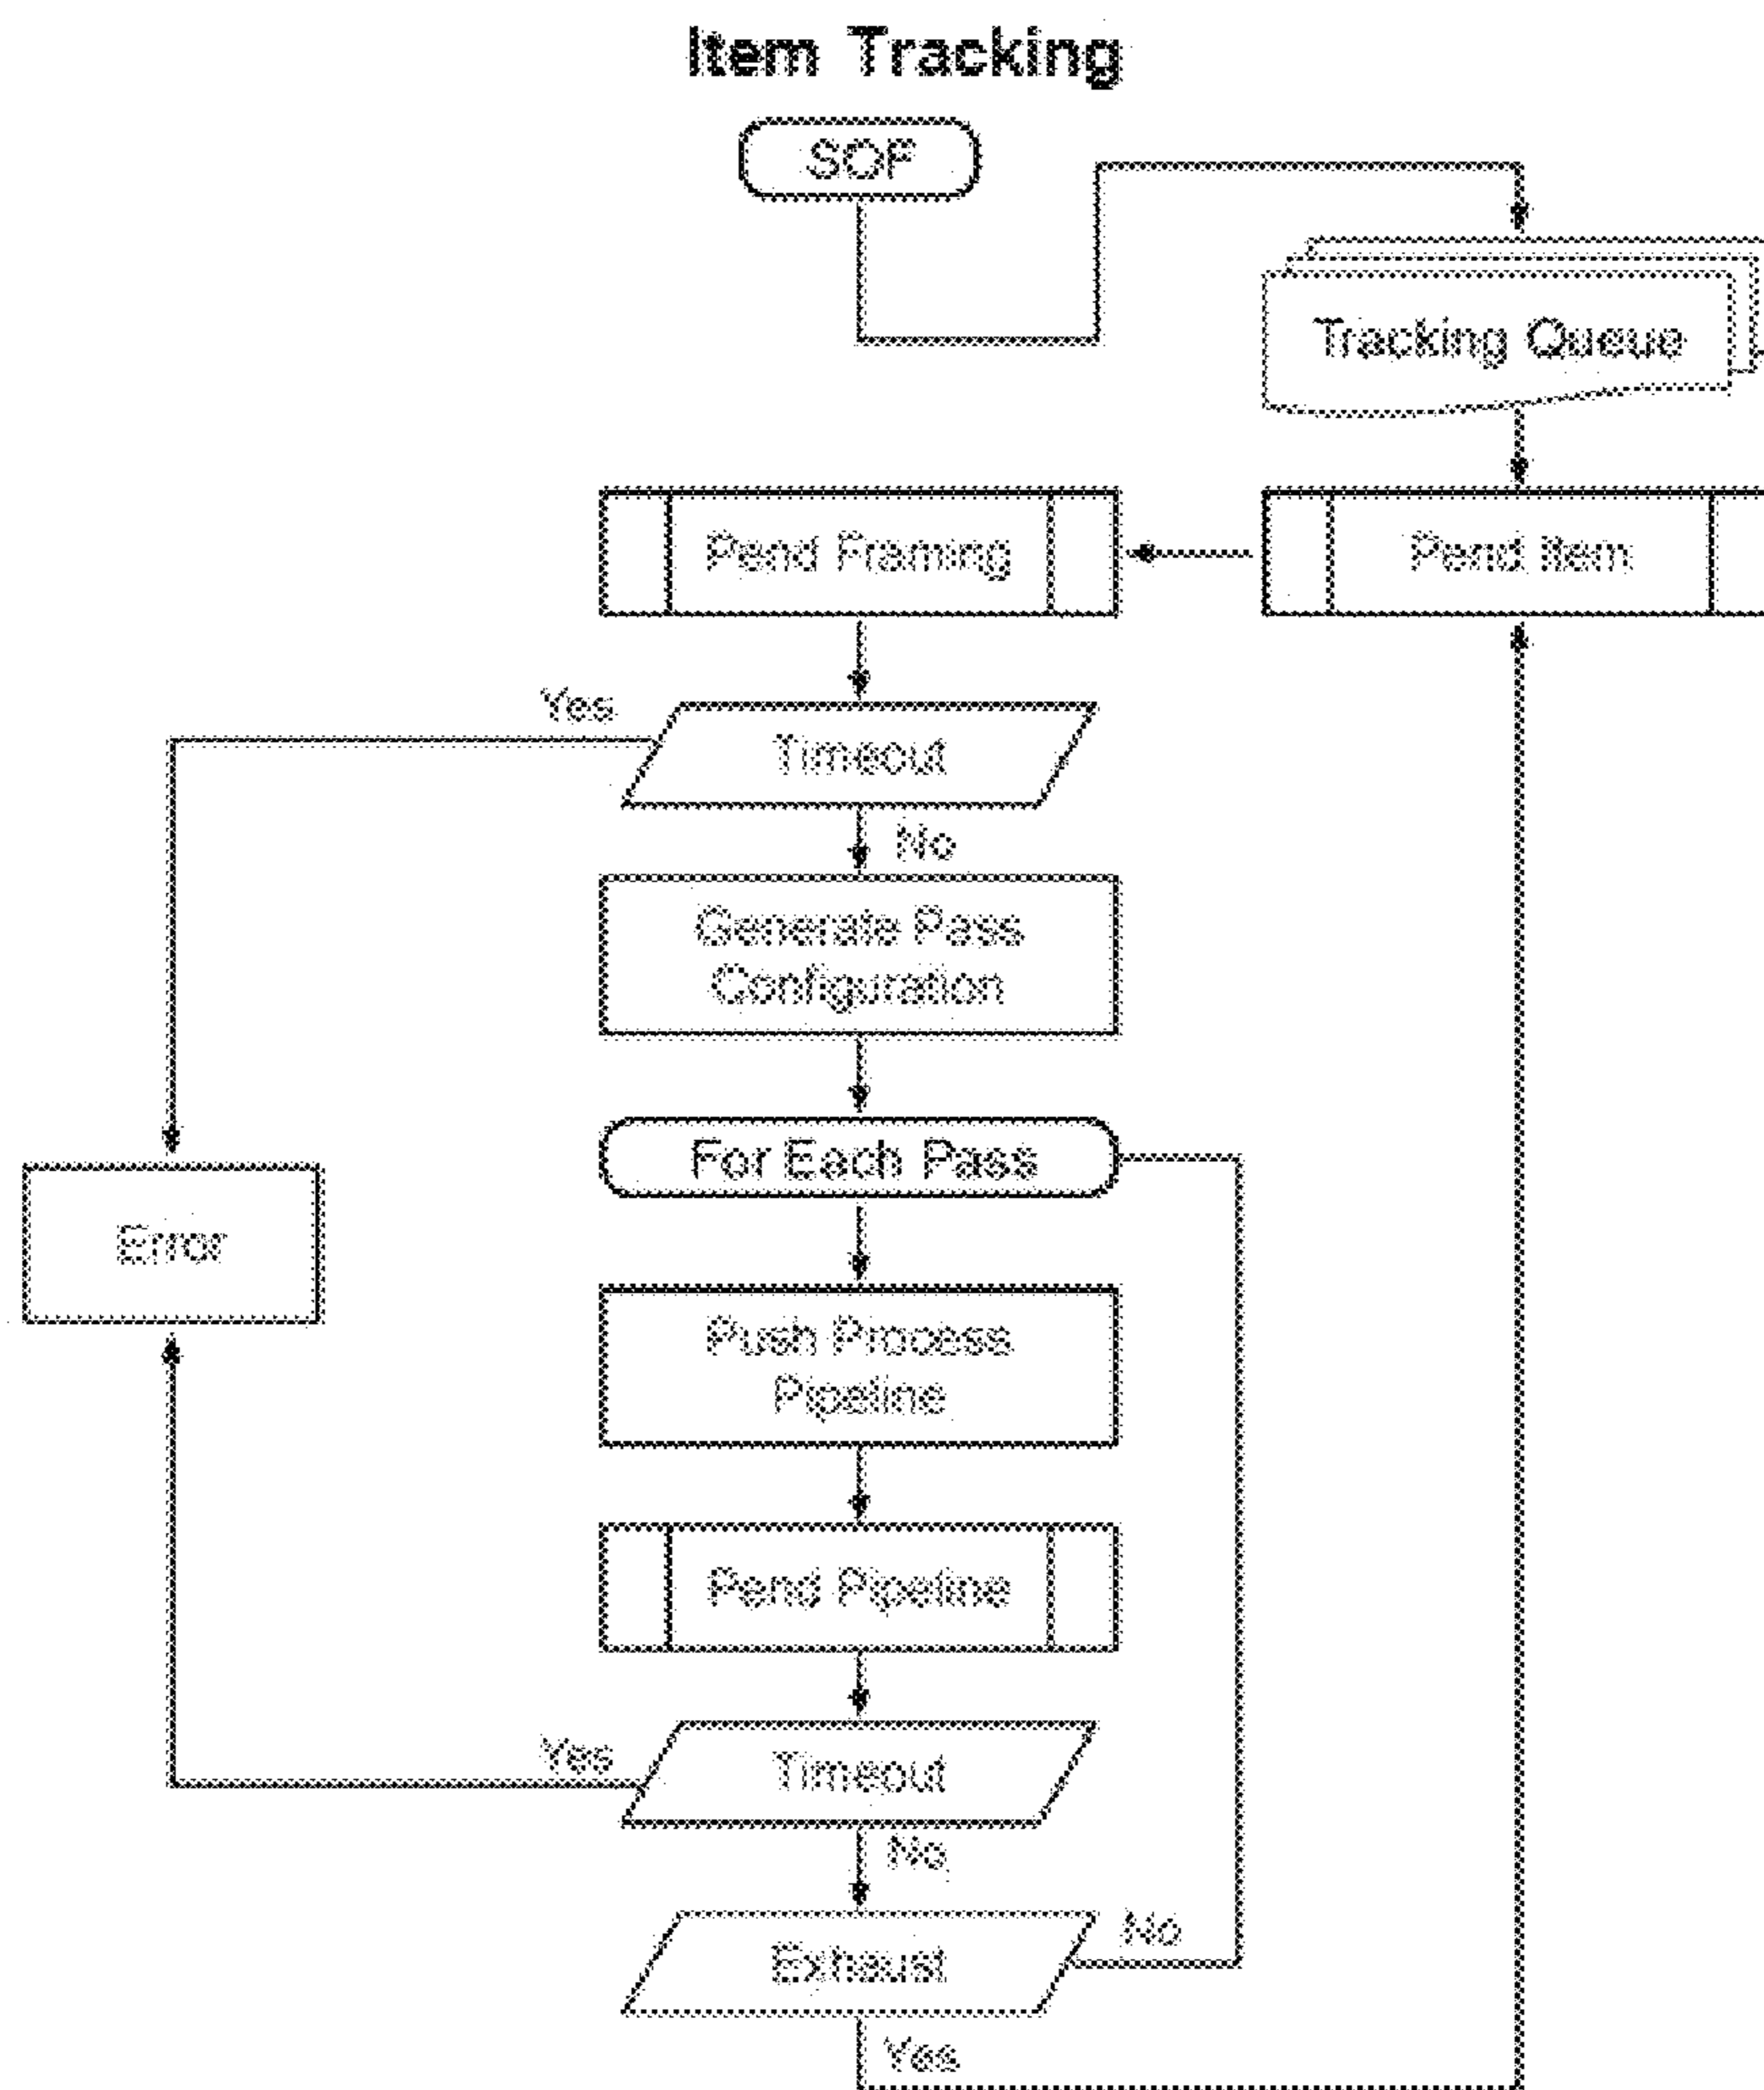 Item Tracking
SOF
Tracking Queue
Pend Framing
Pend Item
Yes
Timeout
No
Generate Pass
Configuration
For Each Pass
Error
Push Process
Pipeline
Pend Pipeline
Yes
Timeout
No
No
Exhaust
Yes